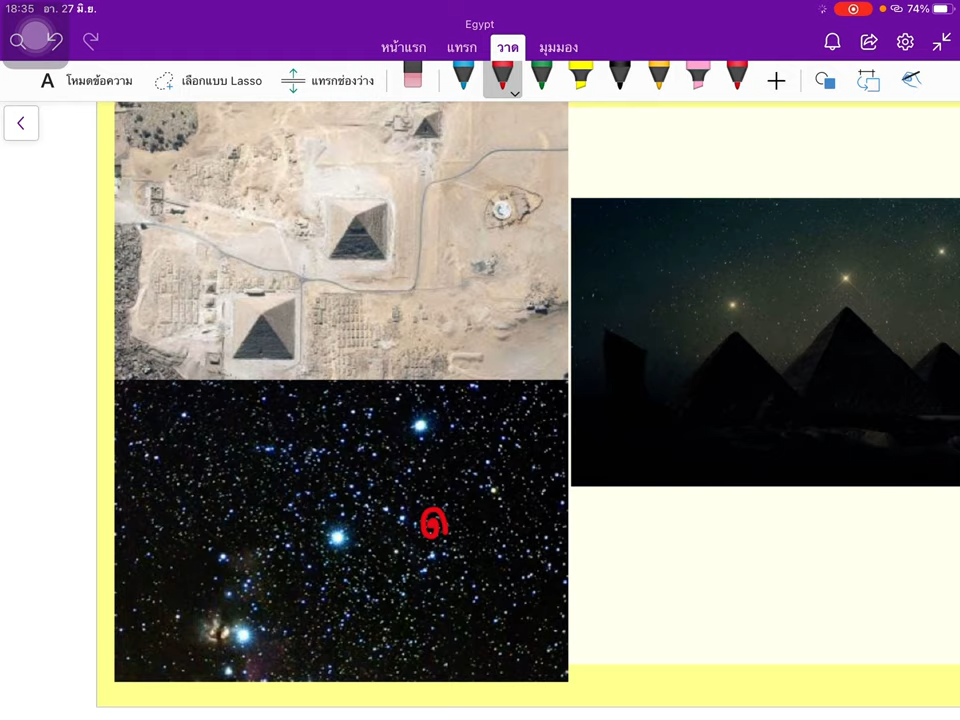 18:35 อา. 27 มิ.ย.
74%
Egypt
หน้าแรก แทรก วาด มุมมอง
A โหมดข้อความ เลือกแบบ Lasso แทรกช่องว่าง